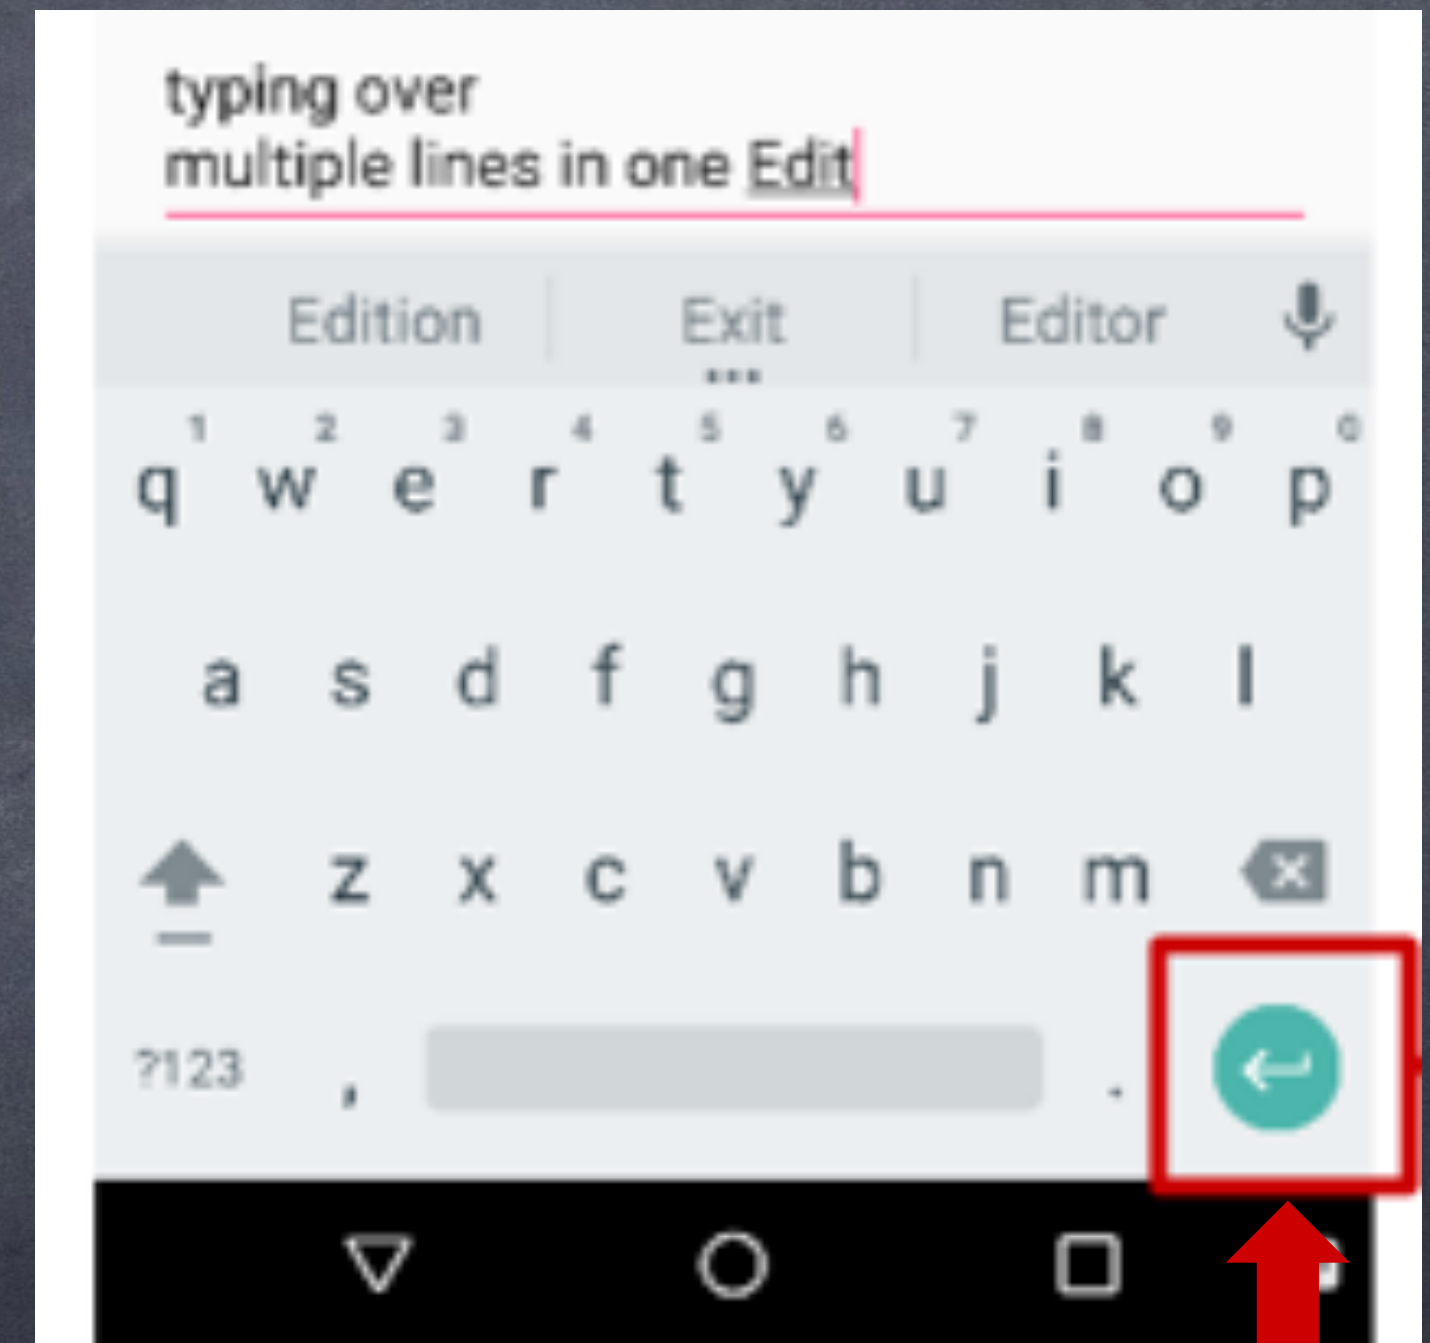 typing over
multiple lines in one Edit
Edition Exit Editor
1 2 3 4 5 6 7 8 9 0
q w e r t y u i o p
a s d f g h j k l
z x c v b n m
?123 , .